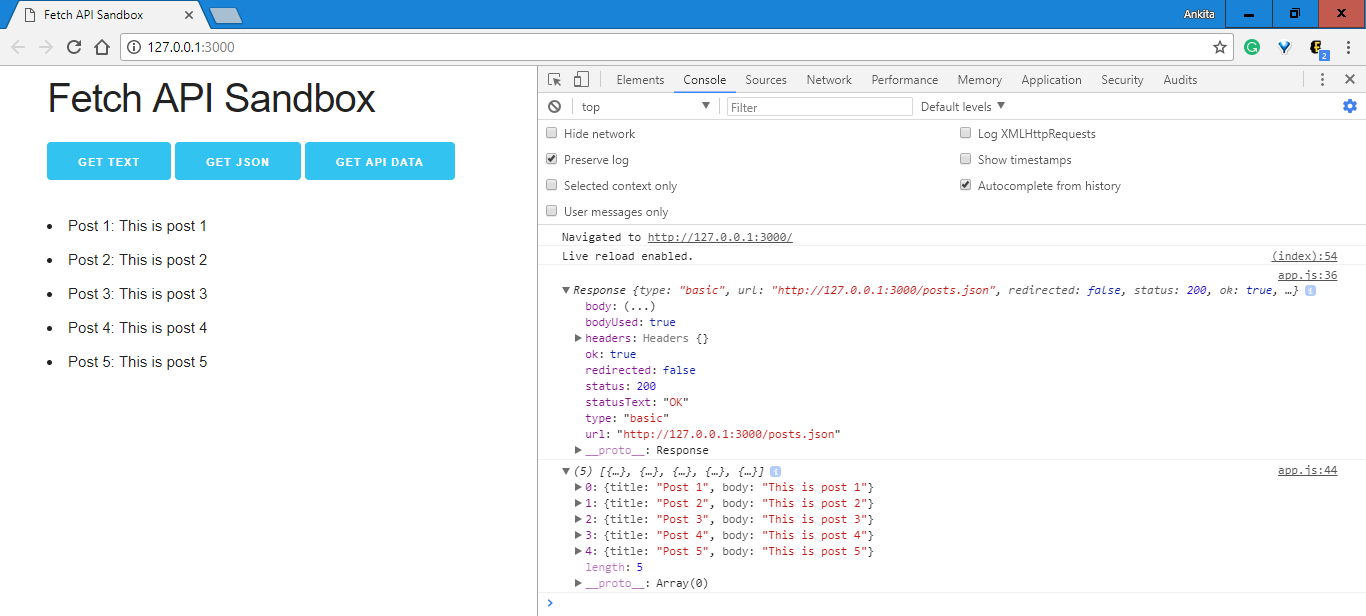 Fetch API Sandbox
Ankita
127.0.0.1:3000
2
Fetch API Sandbox
GET TEXT GET JSON GET API DATA
Post 1: This is post 1
Post 2: This is post 2
Post 3: This is post 3
Post 4: This is post 4
Post 5: This is post 5
Elements Console Sources Network Performance Memory Application Security Audits
top Filter Default levels
Hide network Log XMLHttpRequests
Preserve log Show timestamps
Selected context only Autocomplete from history
User messages only
Navigated to http://127.0.0.1:3000/
Live reload enabled. (index):54
app.js:36
Response {type: "basic", url: "http://127.0.0.1:3000/posts.json", redirected: false, status: 200, ok: true, …} i
body: (...)
bodyUsed: true
headers: Headers {}
ok: true
redirected: false
status: 200
statusText: "OK"
type: "basic"
url: "http://127.0.0.1:3000/posts.json"
__proto__: Response
(5) [{…}, {…}, {…}, {…}, {…}] i app.js:44
0: {title: "Post 1", body: "This is post 1"}
1: {title: "Post 2", body: "This is post 2"}
2: {title: "Post 3", body: "This is post 3"}
3: {title: "Post 4", body: "This is post 4"}
4: {title: "Post 5", body: "This is post 5"}
length: 5
__proto__: Array(0)